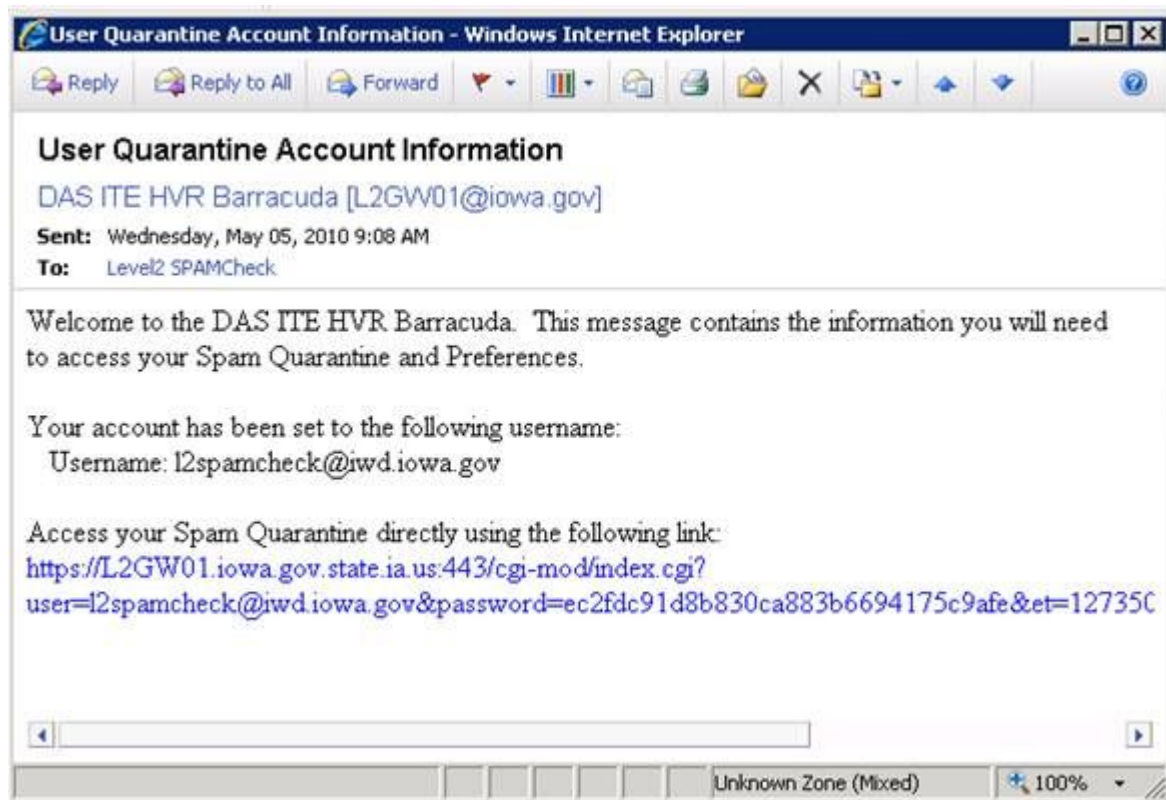 User Quarantine Account Information - Windows Internet Explorer
Reply Reply to All Forward
User Quarantine Account Information
DAS ITE HVR Barracuda [L2GW01@iowa.gov]
Sent: Wednesday, May 05, 2010 9:08 AM
To: Level2 SPAMCheck
Welcome to the DAS ITE HVR Barracuda. This message contains the information you will need
to access your Spam Quarantine and Preferences.
Your account has been set to the following username:
Username: l2spamcheck@iwd.iowa.gov
Access your Spam Quarantine directly using the following link:
https://L2GW01.iowa.gov.state.ia.us:443/cgi-mod/index.cgi?
user=l2spamcheck@iwd.iowa.gov&password=ec2fdc91d8b830ca883b6694175c9afe&et=127350
Unknown Zone (Mixed) 100%